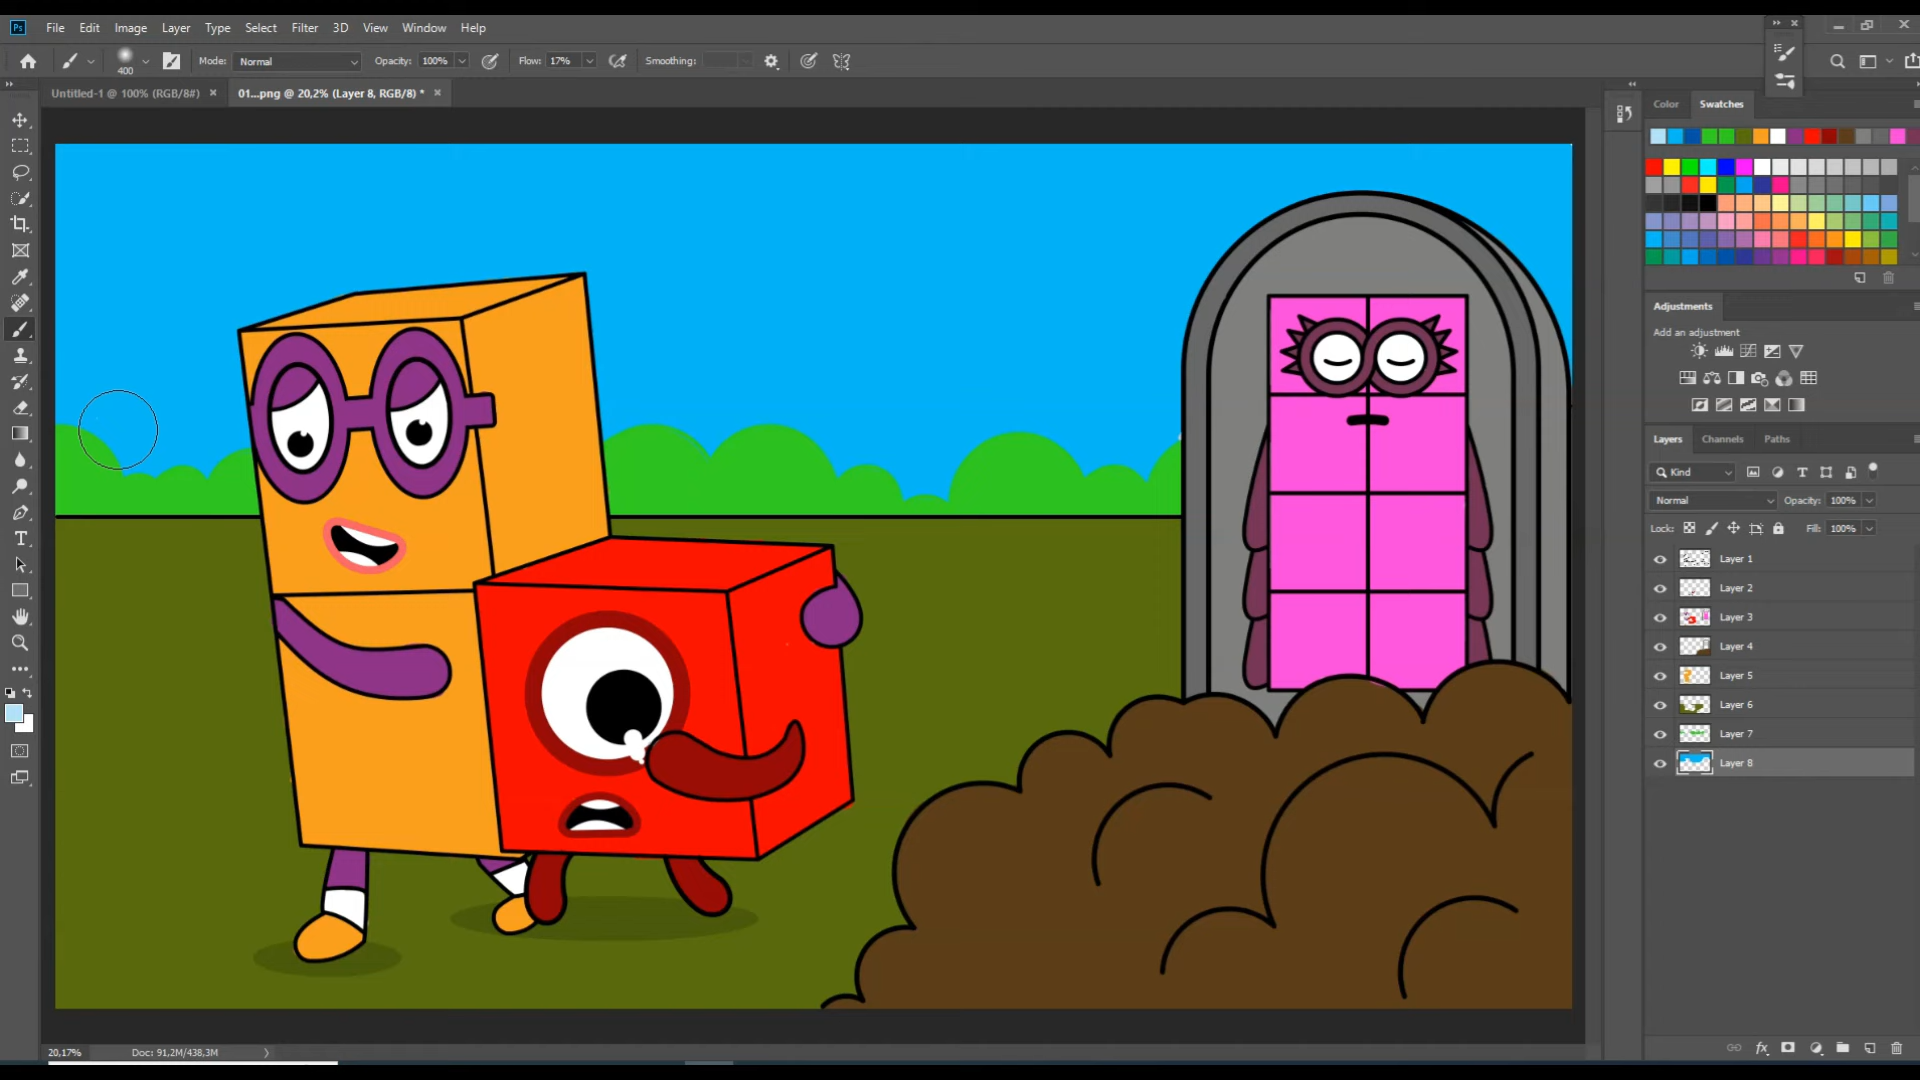 Ps File Edit Image Layer Type Select Filter 3D View Window Help
400 Mode: Normal Opacity: 100% Flow: 17% Smoothing:
Untitled-1 @ 100% (RGB/8#) × 01...png @ 20,2% (Layer 8, RGB/8) * ×
Color Swatches
Adjustments
Add an adjustment
Layers Channels Paths
Kind
Normal Opacity: 100%
Lock: Fill: 100%
Layer 1
Layer 2
Layer 3
Layer 4
Layer 5
Layer 6
Layer 7
Layer 8
20,17% Doc: 91,2M/438,3M
fx